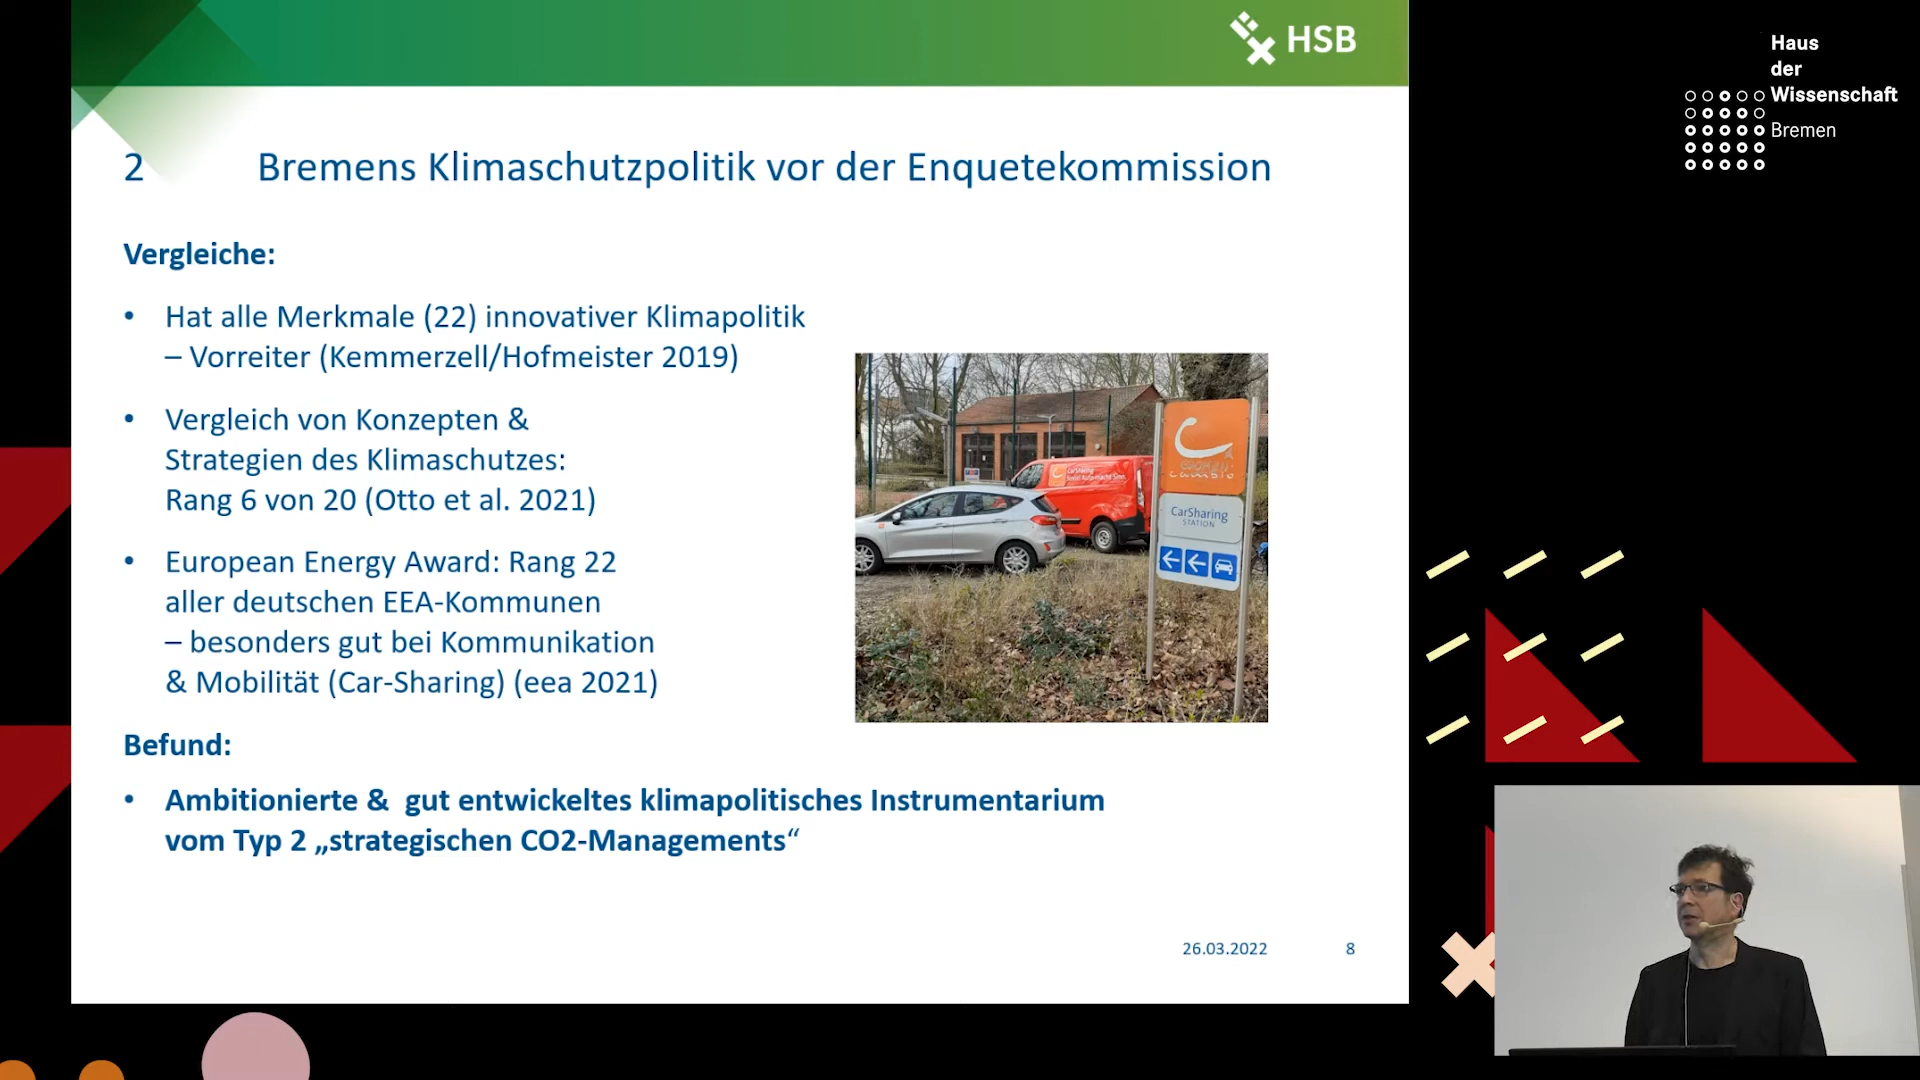 HSB
Haus
der
Wissenschaft
Bremen
2 Bremens Klimaschutzpolitik vor der Enquetekommission
Vergleiche:
• Hat alle Merkmale (22) innovativer Klimapolitik
– Vorreiter (Kemmerzell/Hofmeister 2019)
• Vergleich von Konzepten &
Strategien des Klimaschutzes:
Rang 6 von 20 (Otto et al. 2021)
• European Energy Award: Rang 22
aller deutschen EEA-Kommunen
– besonders gut bei Kommunikation
& Mobilität (Car-Sharing) (eea 2021)
CarSharing
cambio
CarSharing
STATION
Befund:
• Ambitionierte & gut entwickeltes klimapolitisches Instrumentarium
vom Typ 2 „strategischen CO2-Managements“
26.03.2022 8